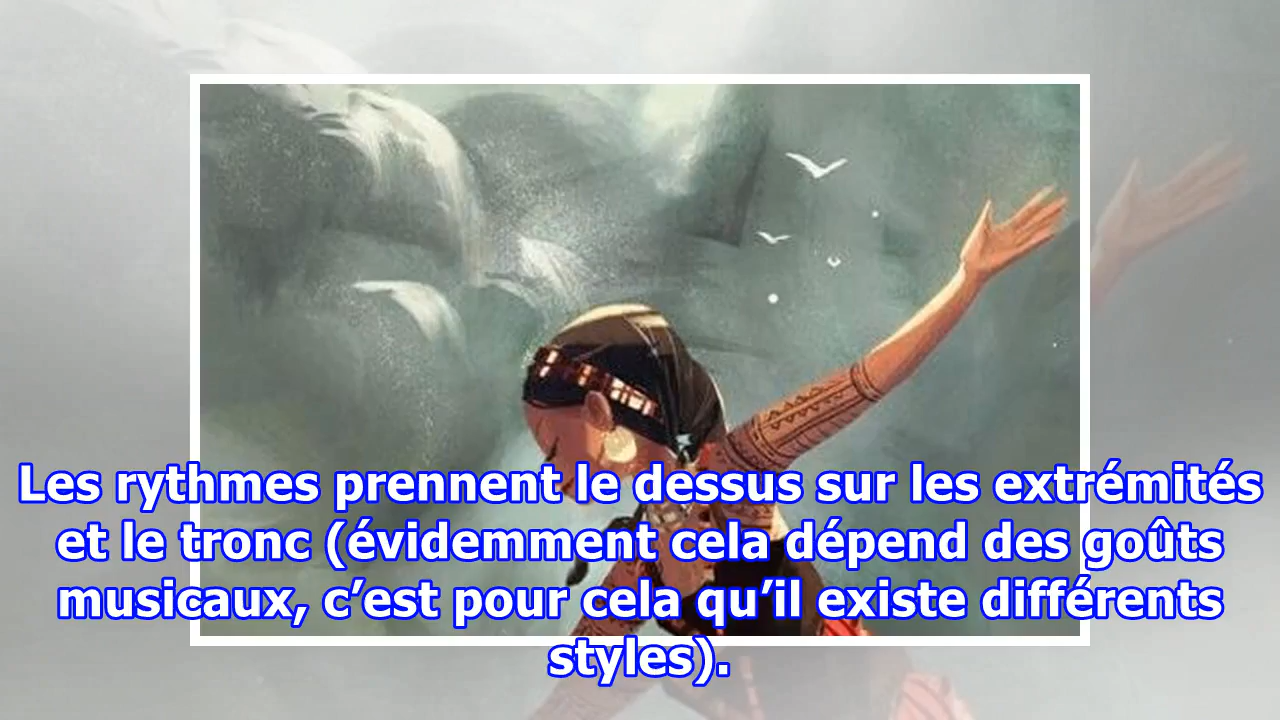 Les rythmes prennent le dessus sur les extrémités
et le tronc (évidemment cela dépend des goûts
musicaux, c’est pour cela qu’il existe différents
styles).